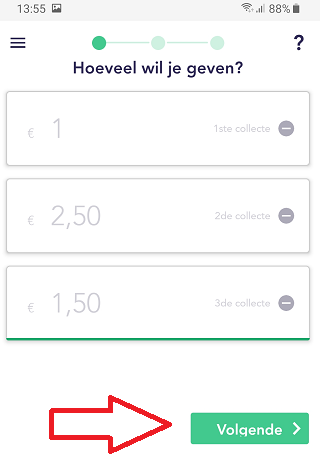 13:55 88%
?
Hoeveel wil je geven?
€ 1 1ste collecte
€ 2,50 2de collecte
€ 1,50 3de collecte
Volgende